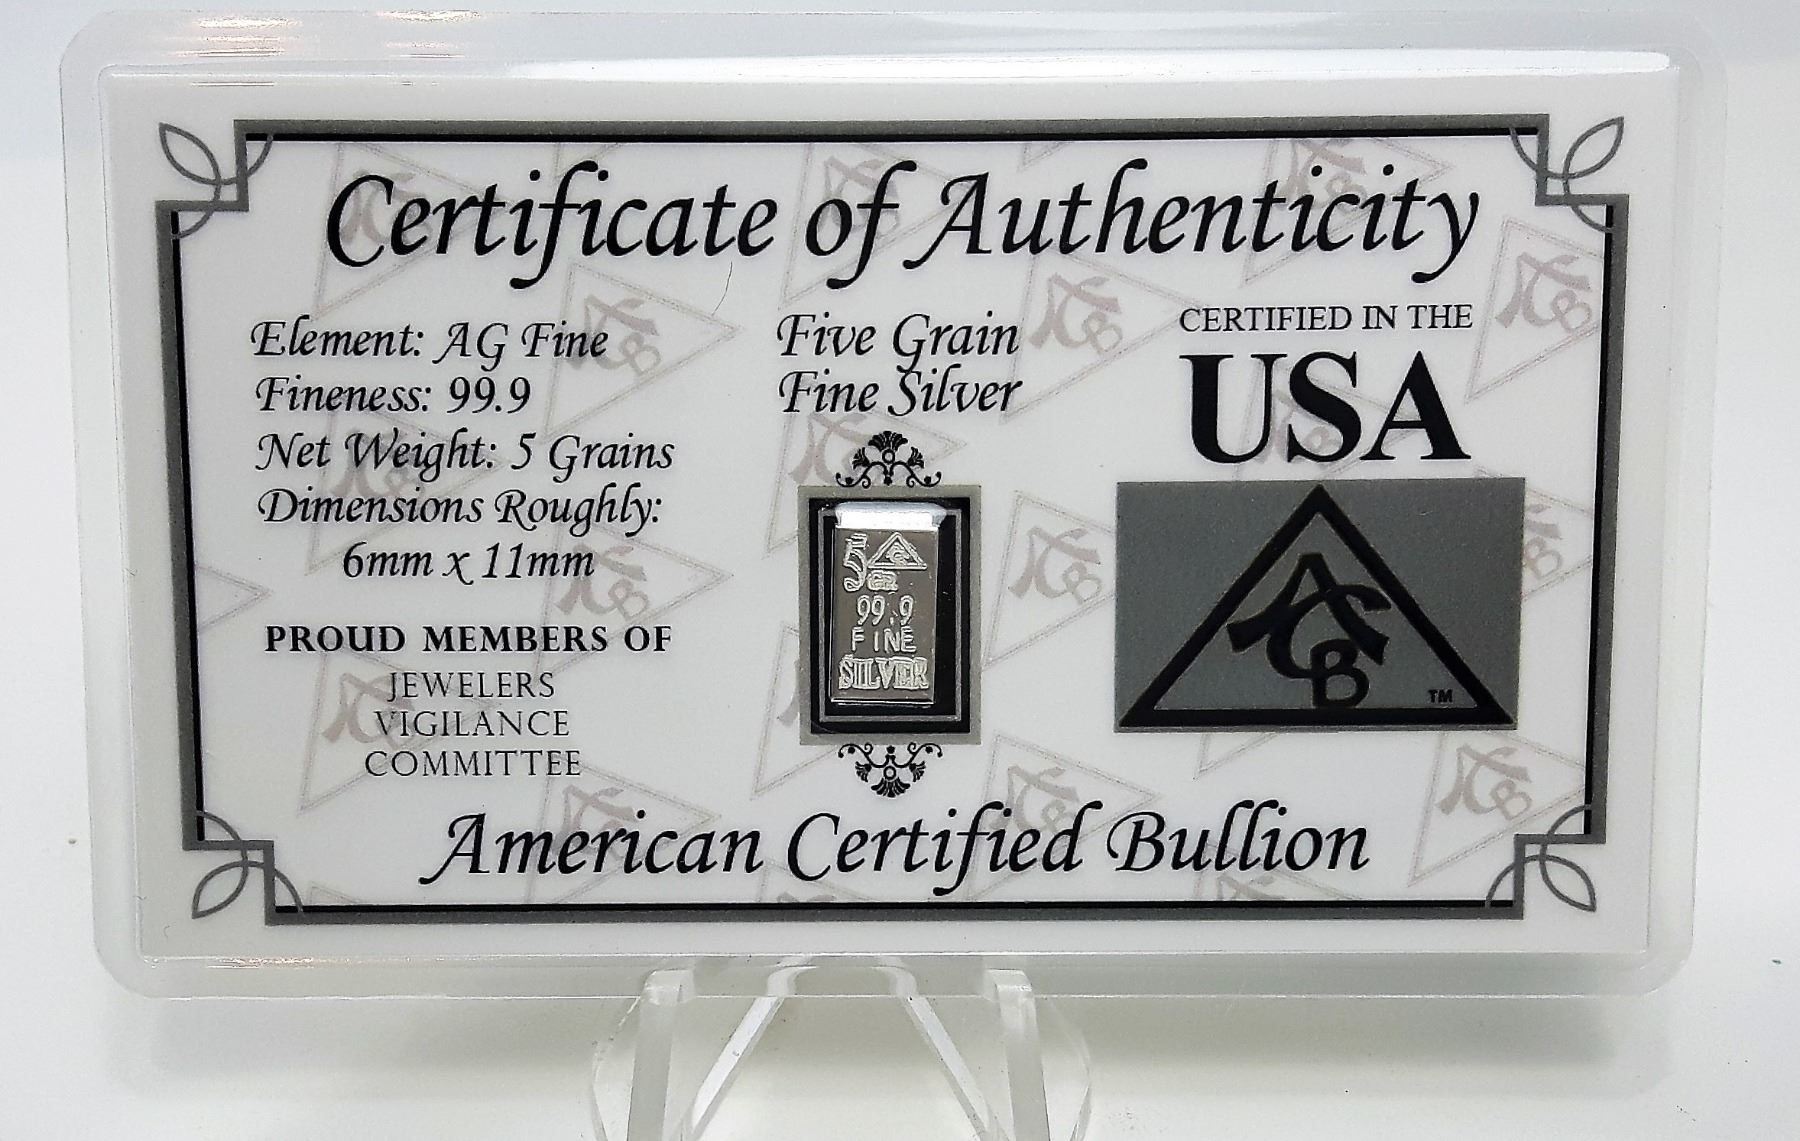 Certificate of Authenticity
Element: AG Fine
Fineness: 99.9
Net Weight: 5 Grains
Dimensions Roughly:
6mm x 11mm
PROUD MEMBERS OF
JEWELERS
VIGILANCE
COMMITTEE
Five Grain
Fine Silver
5 ACB
GR
99.9
FINE
SILVER
CERTIFIED IN THE
USA
ACB
TM
American Certified Bullion